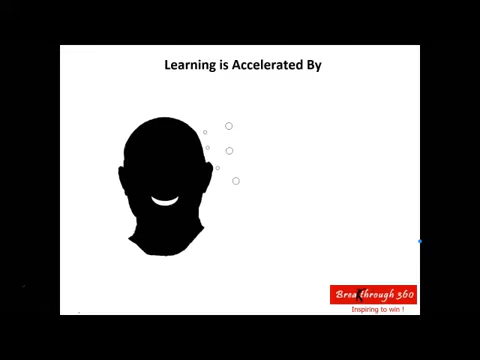 Learning is Accelerated By
Breakthrough 360
Inspiring to win !